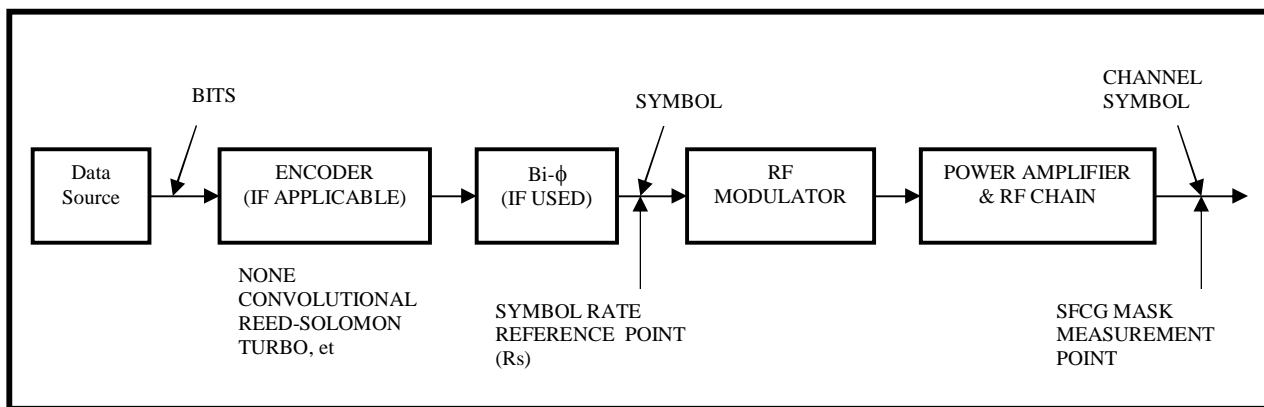 BITS
SYMBOL
CHANNEL
SYMBOL
Data
Source
ENCODER
(IF APPLICABLE)
Bi-ϕ
(IF USED)
RF
MODULATOR
POWER AMPLIFIER
& RF CHAIN
NONE
CONVOLUTIONAL
REED-SOLOMON
TURBO, et
SYMBOL RATE
REFERENCE POINT
(Rs)
SFCG MASK
MEASUREMENT
POINT